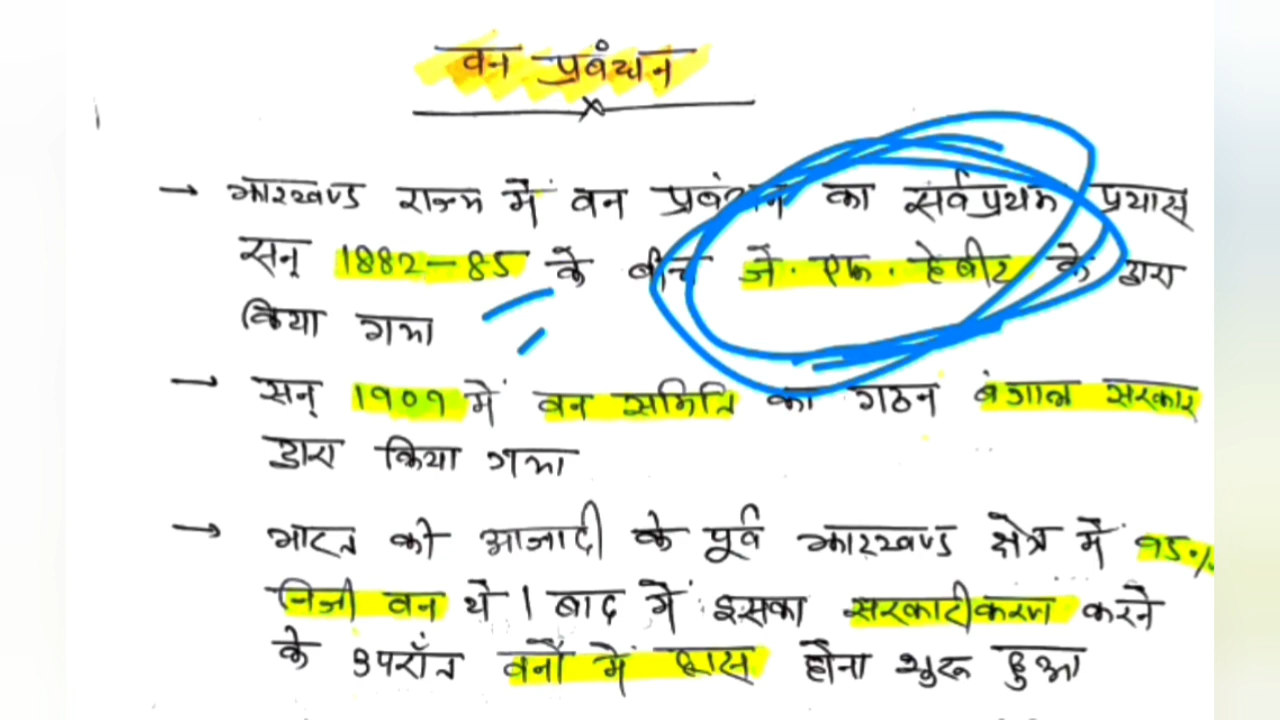 वन प्रबंधन
→ झारखण्ड राज्य में वन प्रबंधन का सर्वप्रथम प्रयास
सन् 1882-85 के बीच जे. एफ. हेबीट के द्वारा
किया गया
→ सन् 1909 में वन समिति का गठन बंगाल सरकार
द्वारा किया गया
→ भारत की आजादी के पूर्व झारखण्ड क्षेत्र में 95%
निजी वन थे । बाद में इसका सरकारीकरण करने
के उपराँत वनों में ह्रास होना शुरू हुआ